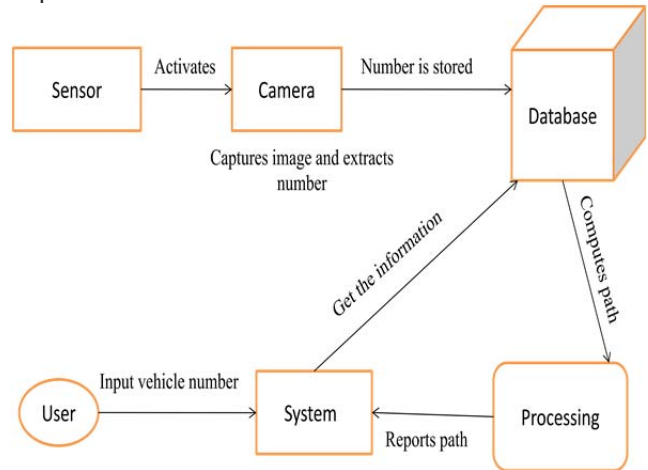 Sensor
Activates
Camera
Number is stored
Database
Captures image and extracts
number
Get the information
Computes path
User
Input vehicle number
System
Reports path
Processing